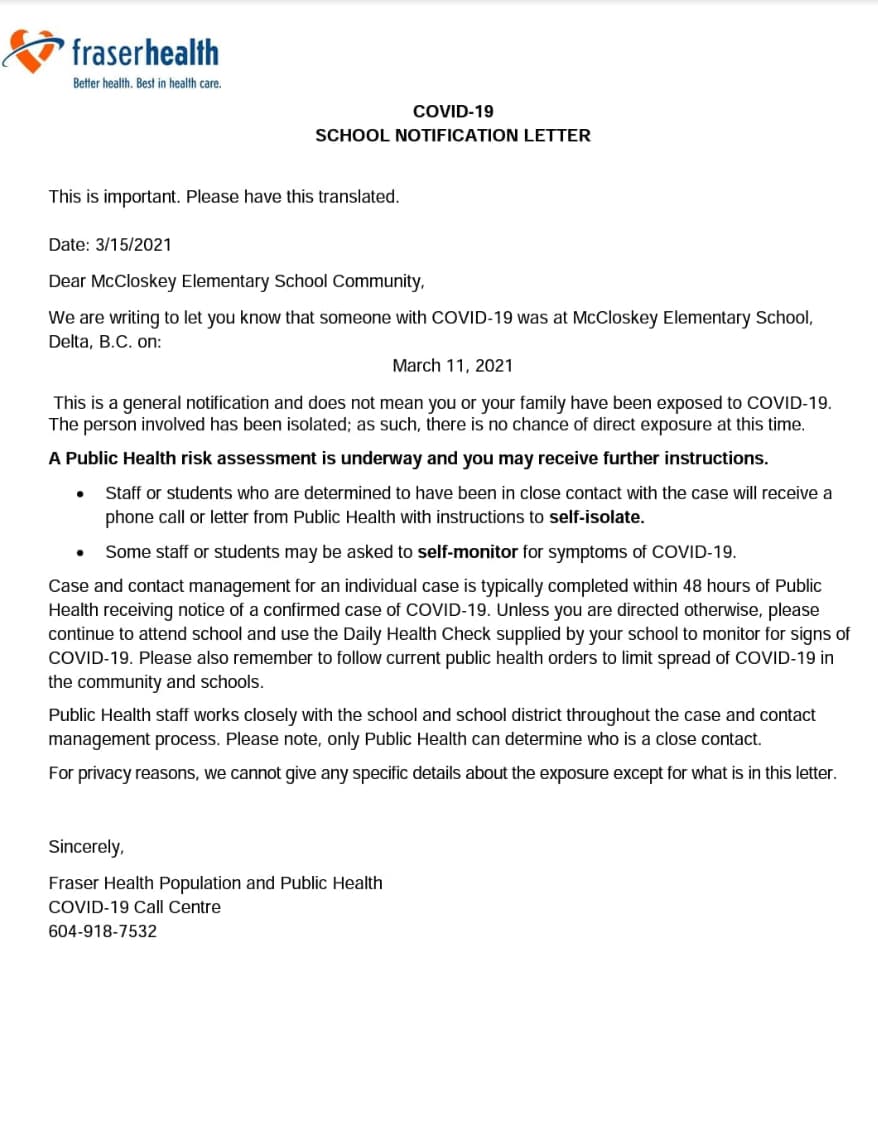 fraserhealth
Better health. Best in health care.
COVID-19
SCHOOL NOTIFICATION LETTER
This is important. Please have this translated.
Date: 3/15/2021
Dear McCloskey Elementary School Community,
We are writing to let you know that someone with COVID-19 was at McCloskey Elementary School,
Delta, B.C. on:
March 11, 2021
This is a general notification and does not mean you or your family have been exposed to COVID-19.
The person involved has been isolated; as such, there is no chance of direct exposure at this time.
A Public Health risk assessment is underway and you may receive further instructions.
• Staff or students who are determined to have been in close contact with the case will receive a
phone call or letter from Public Health with instructions to self-isolate.
• Some staff or students may be asked to self-monitor for symptoms of COVID-19.
Case and contact management for an individual case is typically completed within 48 hours of Public
Health receiving notice of a confirmed case of COVID-19. Unless you are directed otherwise, please
continue to attend school and use the Daily Health Check supplied by your school to monitor for signs of
COVID-19. Please also remember to follow current public health orders to limit spread of COVID-19 in
the community and schools.
Public Health staff works closely with the school and school district throughout the case and contact
management process. Please note, only Public Health can determine who is a close contact.
For privacy reasons, we cannot give any specific details about the exposure except for what is in this letter.
Sincerely,
Fraser Health Population and Public Health
COVID-19 Call Centre
604-918-7532